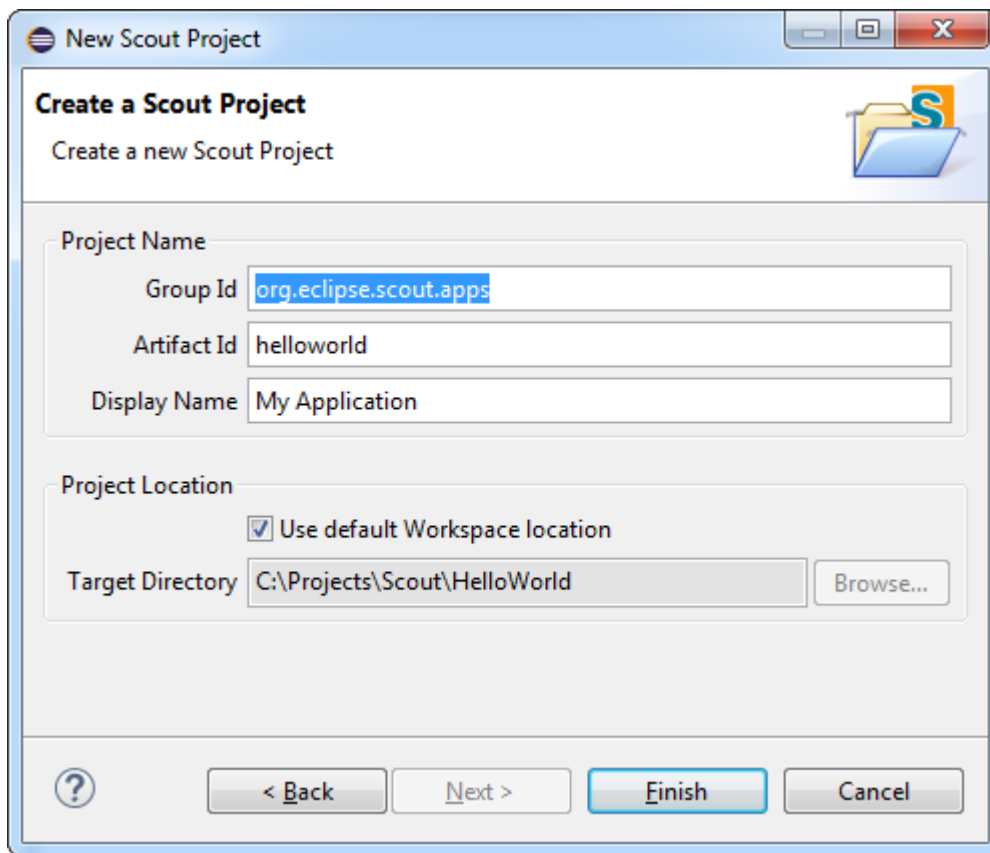 New Scout Project
Create a Scout Project
Create a new Scout Project
S
Project Name
Group Id org.eclipse.scout.apps
Artifact Id helloworld
Display Name My Application
Project Location
Use default Workspace location
Target Directory C:\Projects\Scout\HelloWorld Browse...
? < Back Next > Finish Cancel